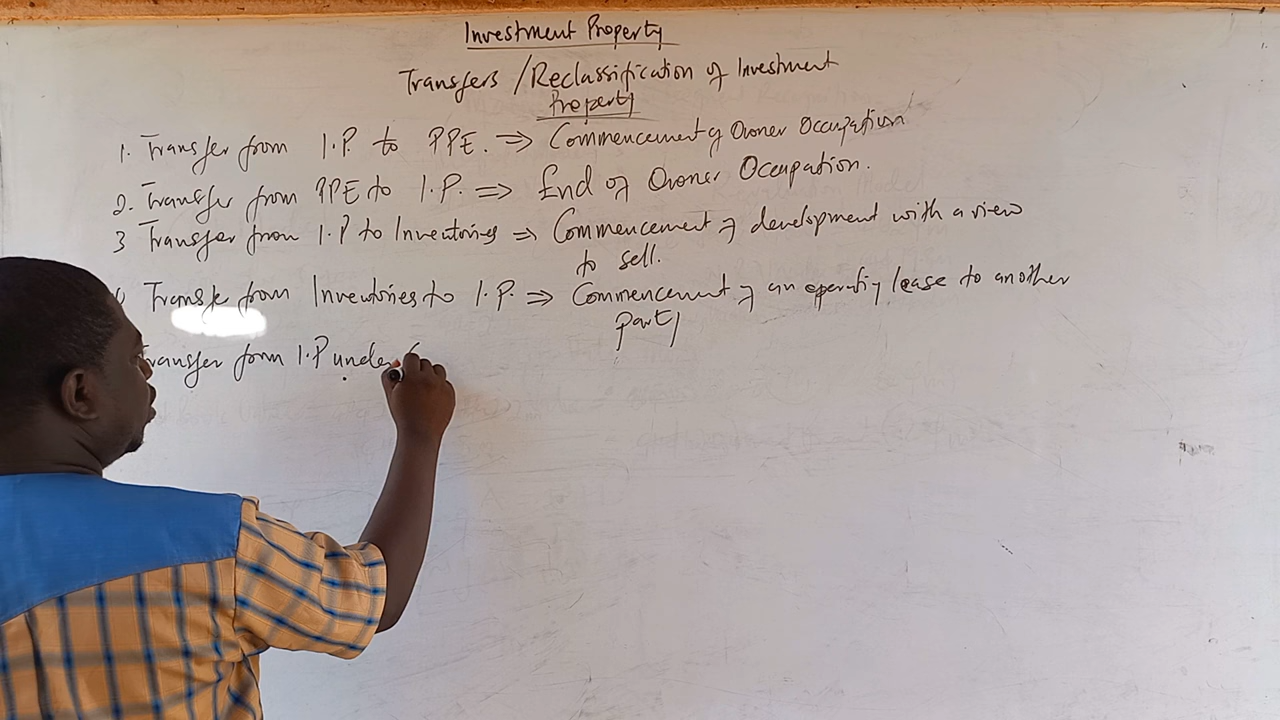 Investment Property
Transfers / Reclassification of Investment
Property
1. Transfer from I.P to PPE. ⇒ Commencement of Owner Occupation
2. Transfer from PPE to I.P. ⇒ End of Owner Occupation.
3 Transfer from I.P to Inventories ⇒ Commencement of development with a view
to sell.
Transfer from Inventories to I.P. ⇒ Commencement of an operating lease to another
party
ransfer form I.P under